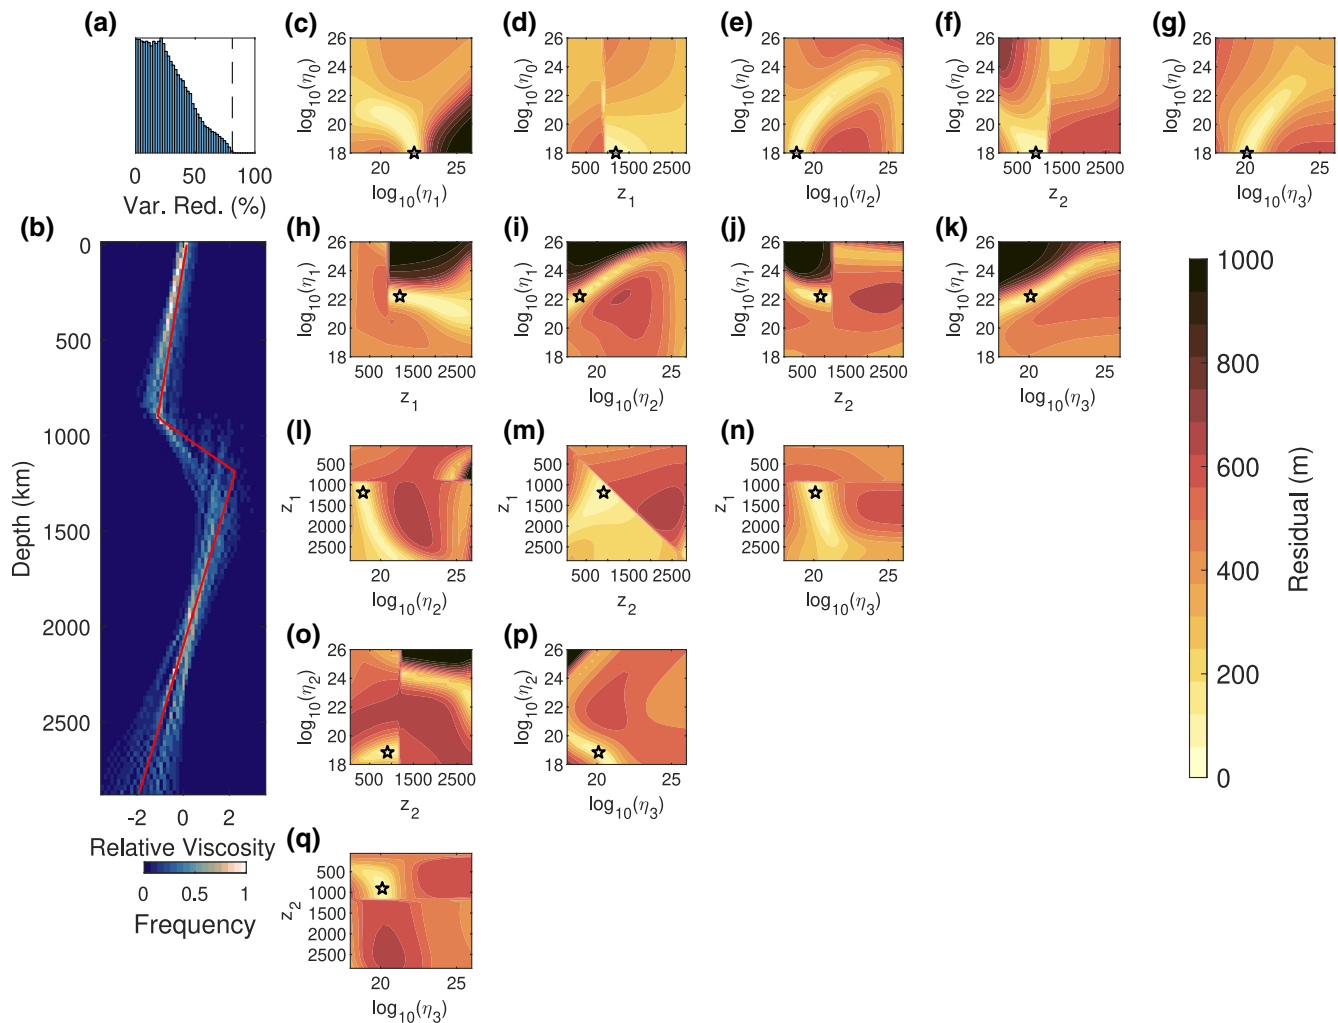 (a)
0 50 100
Var. Red. (%)
(b)
0
500
1000
1500
2000
2500
Depth (km)
-2 0 2
Relative Viscosity
0 0.5 1
Frequency
(c)
26
24
22
20
18
log10(η0)
20 25
log10(η1)
(d)
26
24
22
20
18
log10(η0)
500 1500 2500
z1
(e)
26
24
22
20
18
log10(η0)
20 25
log10(η2)
(f)
26
24
22
20
18
log10(η0)
500 1500 2500
z2
(g)
26
24
22
20
18
log10(η0)
20 25
log10(η3)
(h)
26
24
22
20
18
log10(η1)
500 1500 2500
z1
(i)
26
24
22
20
18
log10(η1)
20 25
log10(η2)
(j)
26
24
22
20
18
log10(η1)
500 1500 2500
z2
(k)
26
24
22
20
18
log10(η1)
20 25
log10(η3)
(l)
500
1000
1500
2000
2500
z1
20 25
log10(η2)
(m)
500
1000
1500
2000
2500
z1
500 1500 2500
z2
(n)
500
1000
1500
2000
2500
z1
20 25
log10(η3)
(o)
26
24
22
20
18
log10(η2)
500 1500 2500
z2
(p)
26
24
22
20
18
log10(η2)
20 25
log10(η3)
(q)
500
1000
1500
2000
2500
z2
20 25
log10(η3)
1000
800
600
400
200
0
Residual (m)